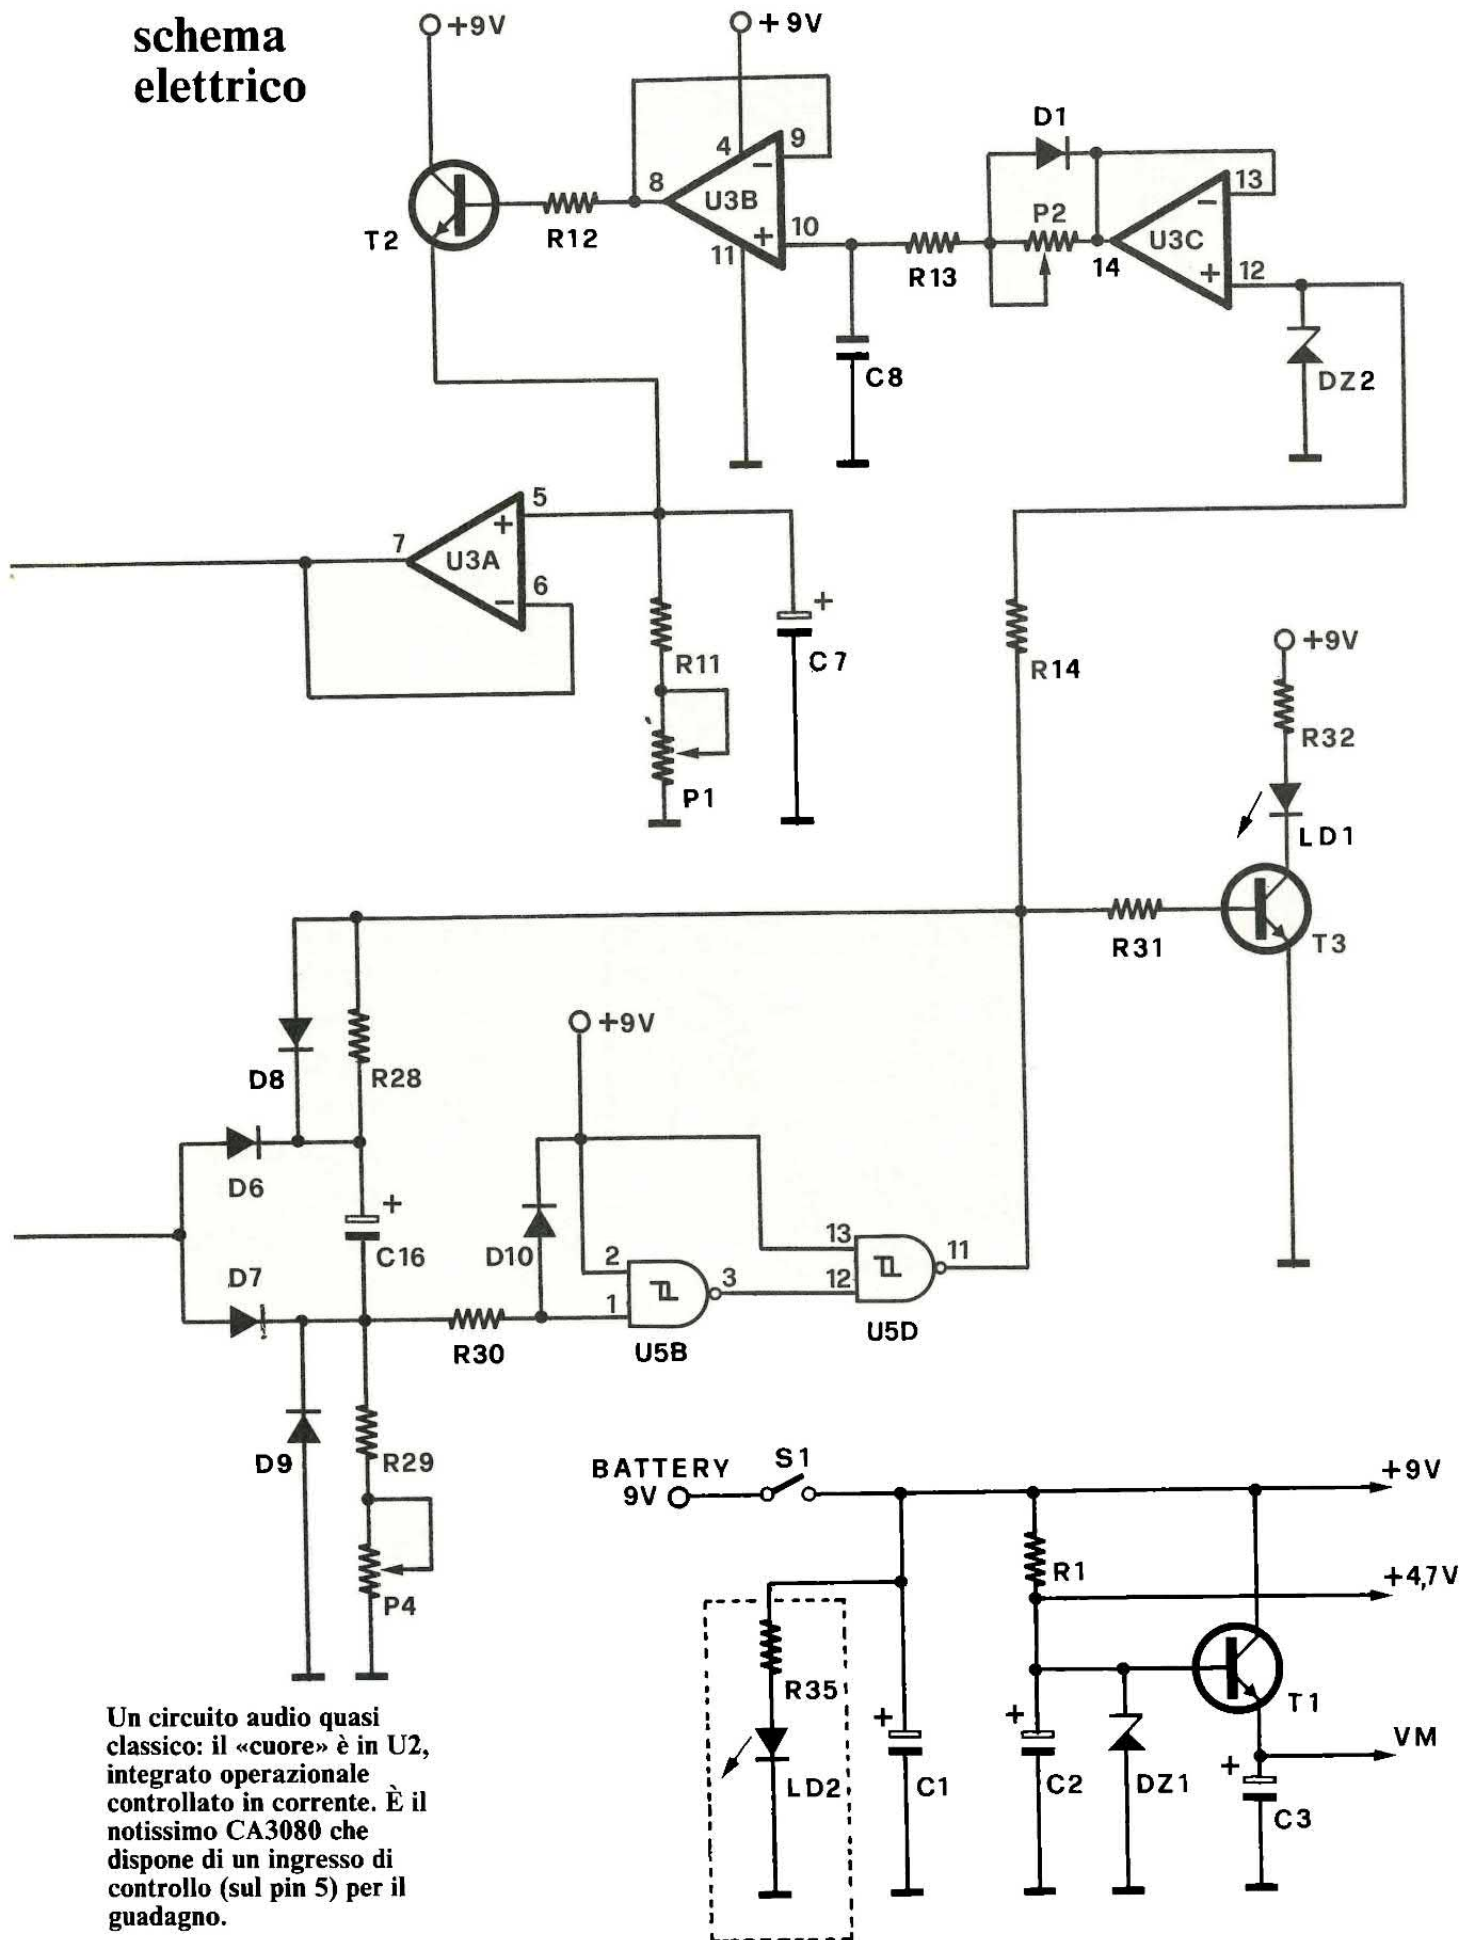 schema
elettrico
+9V
+9V
T2
R12
8
4
9
−
U3B
+
10
11
R13
D1
P2
14
13
−
U3C
+
12
C8
DZ2
7
5
+
U3A
6
−
R11
+
C7
P1
R14
+9V
R32
LD1
R31
T3
D8
R28
+9V
D6
+
C16
D10
D7
R30
2
1
3
U5B
13
12
11
U5D
D9
R29
P4
BATTERY
9V
S1
+9V
R1
+4,7V
R35
LD2
+
C1
+
C2
DZ1
T1
VM
+
C3
Un circuito audio quasi
classico: il «cuore» è in U2,
integrato operazionale
controllato in corrente. È il
notissimo CA3080 che
dispone di un ingresso di
controllo (sul pin 5) per il
guadagno.